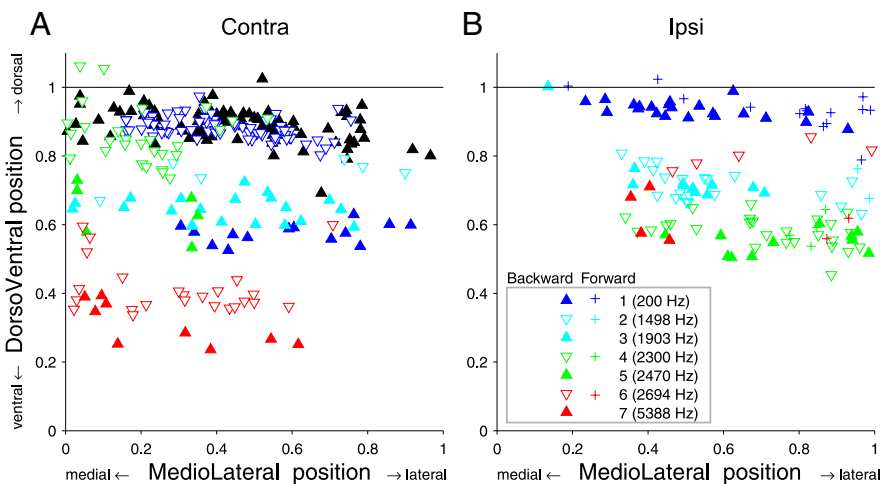 A
Contra
B
Ipsi
ventral ← DorsoVentral position → dorsal
1
0.8
0.6
0.4
0.2
0
0
0.2
0.4
0.6
0.8
1
medial ← MedioLateral position → lateral
1
0.8
0.6
0.4
0.2
0
0
0.2
0.4
0.6
0.8
1
medial ← MedioLateral position → lateral
Backward Forward
1 (200 Hz)
2 (1498 Hz)
3 (1903 Hz)
4 (2300 Hz)
5 (2470 Hz)
6 (2694 Hz)
7 (5388 Hz)